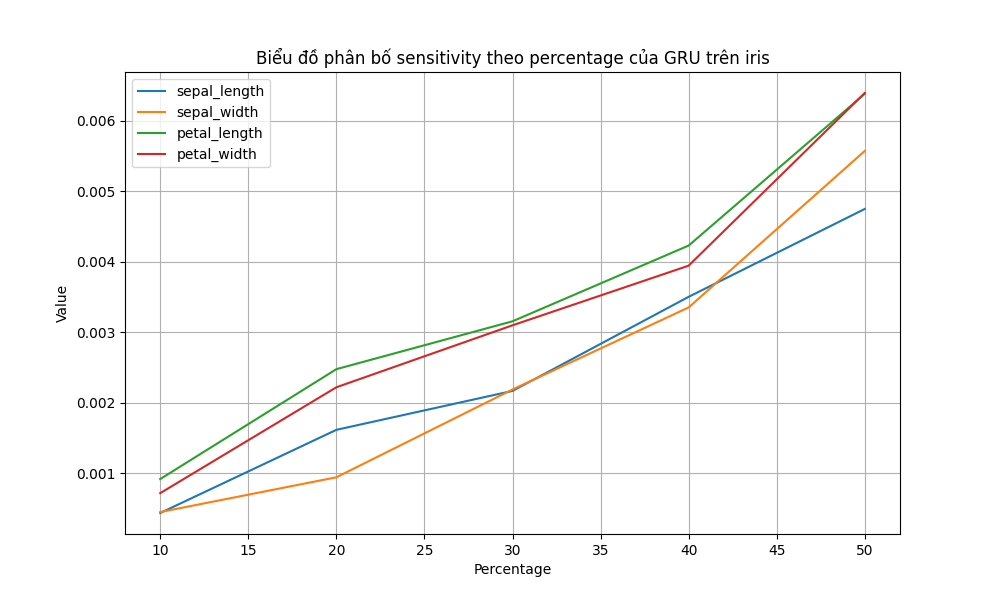 Biểu đồ phân bố sensitivity theo percentage của GRU trên iris
sepal_length
sepal_width
petal_length
petal_width
0.006
0.005
0.004
0.003
0.002
0.001
Value
10 15 20 25 30 35 40 45 50
Percentage